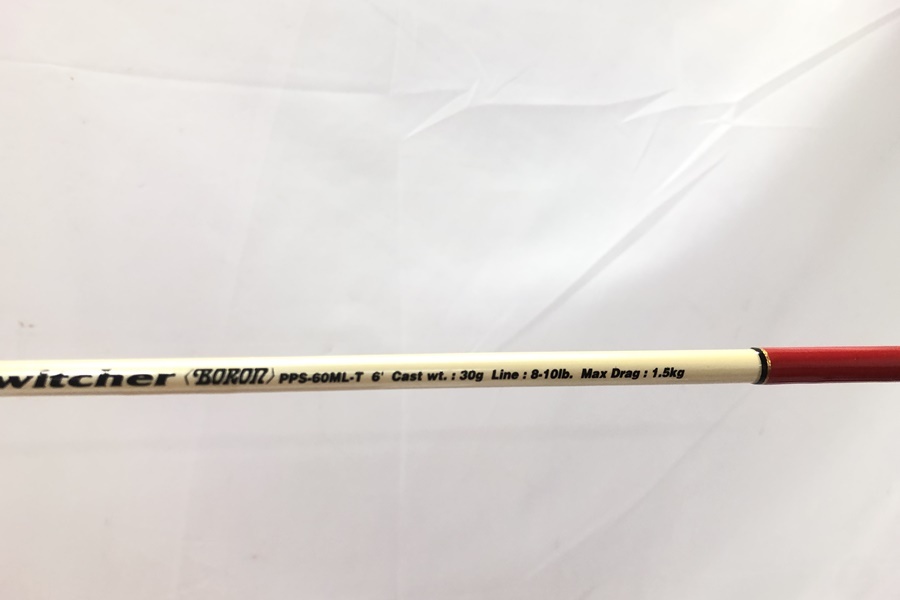 witcher 〈BORON〉 PPS-60ML-T 6' Cast wt. : 30g Line : 8-10lb. Max Drag : 1.5kg